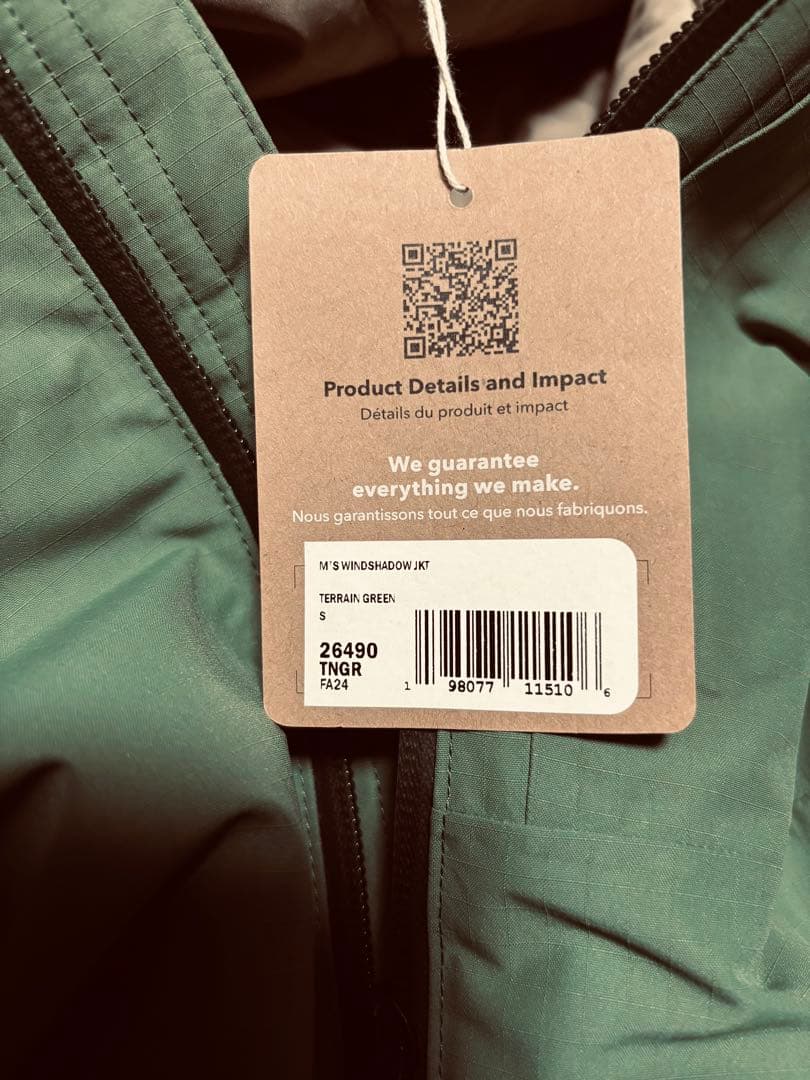 Product Details and Impact
Détails du produit et impact
We guarantee
everything we make.
Nous garantissons tout ce que nous fabriquons.
M'S WINDSHADOW JKT
TERRAIN GREEN
S
26490
TNGR
FA24
1 98077 11510 6